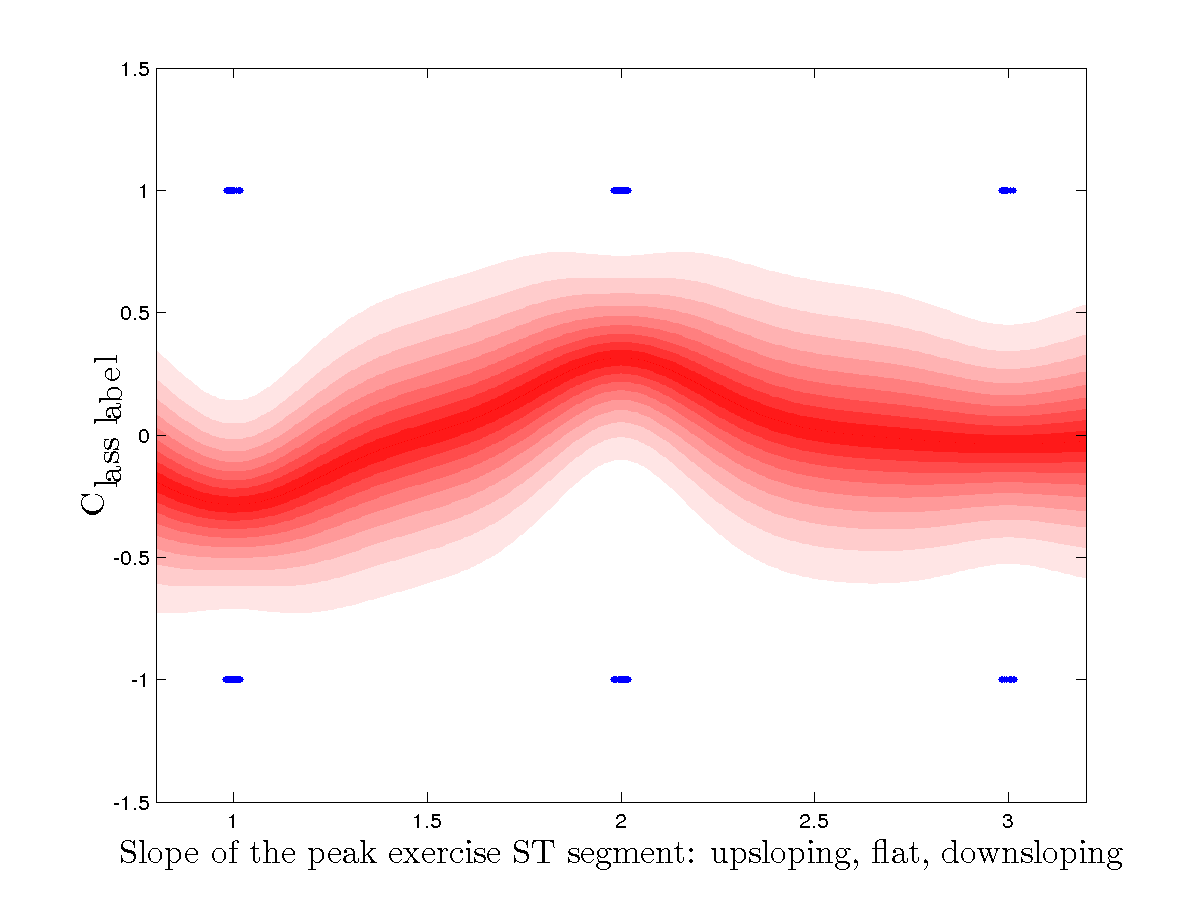 1.5
1
0.5
0
-0.5
-1
-1.5
Class label
1 1.5 2 2.5 3
Slope of the peak exercise ST segment: upsloping, flat, downsloping